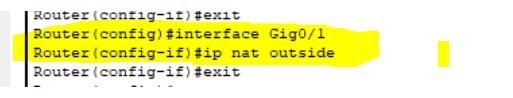 Router(config-if)#exit
Router(config)#interface Gig0/1
Router(config-if)#ip nat outside
Router(config-if)#exit